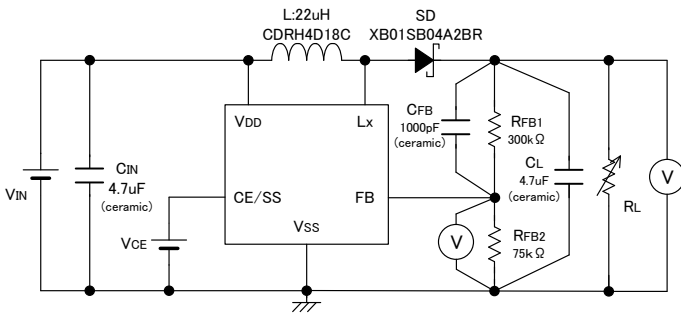 L:22uH
CDRH4D18C
SD
XB01SB04A2BR
VDD
Lx
CE/SS
FB
VSS
VIN
CIN
4.7uF
(ceramic)
VCE
CFB
1000pF
(ceramic)
RFB1
300kΩ
CL
4.7uF
(ceramic)
V
RFB2
75kΩ
RL
V